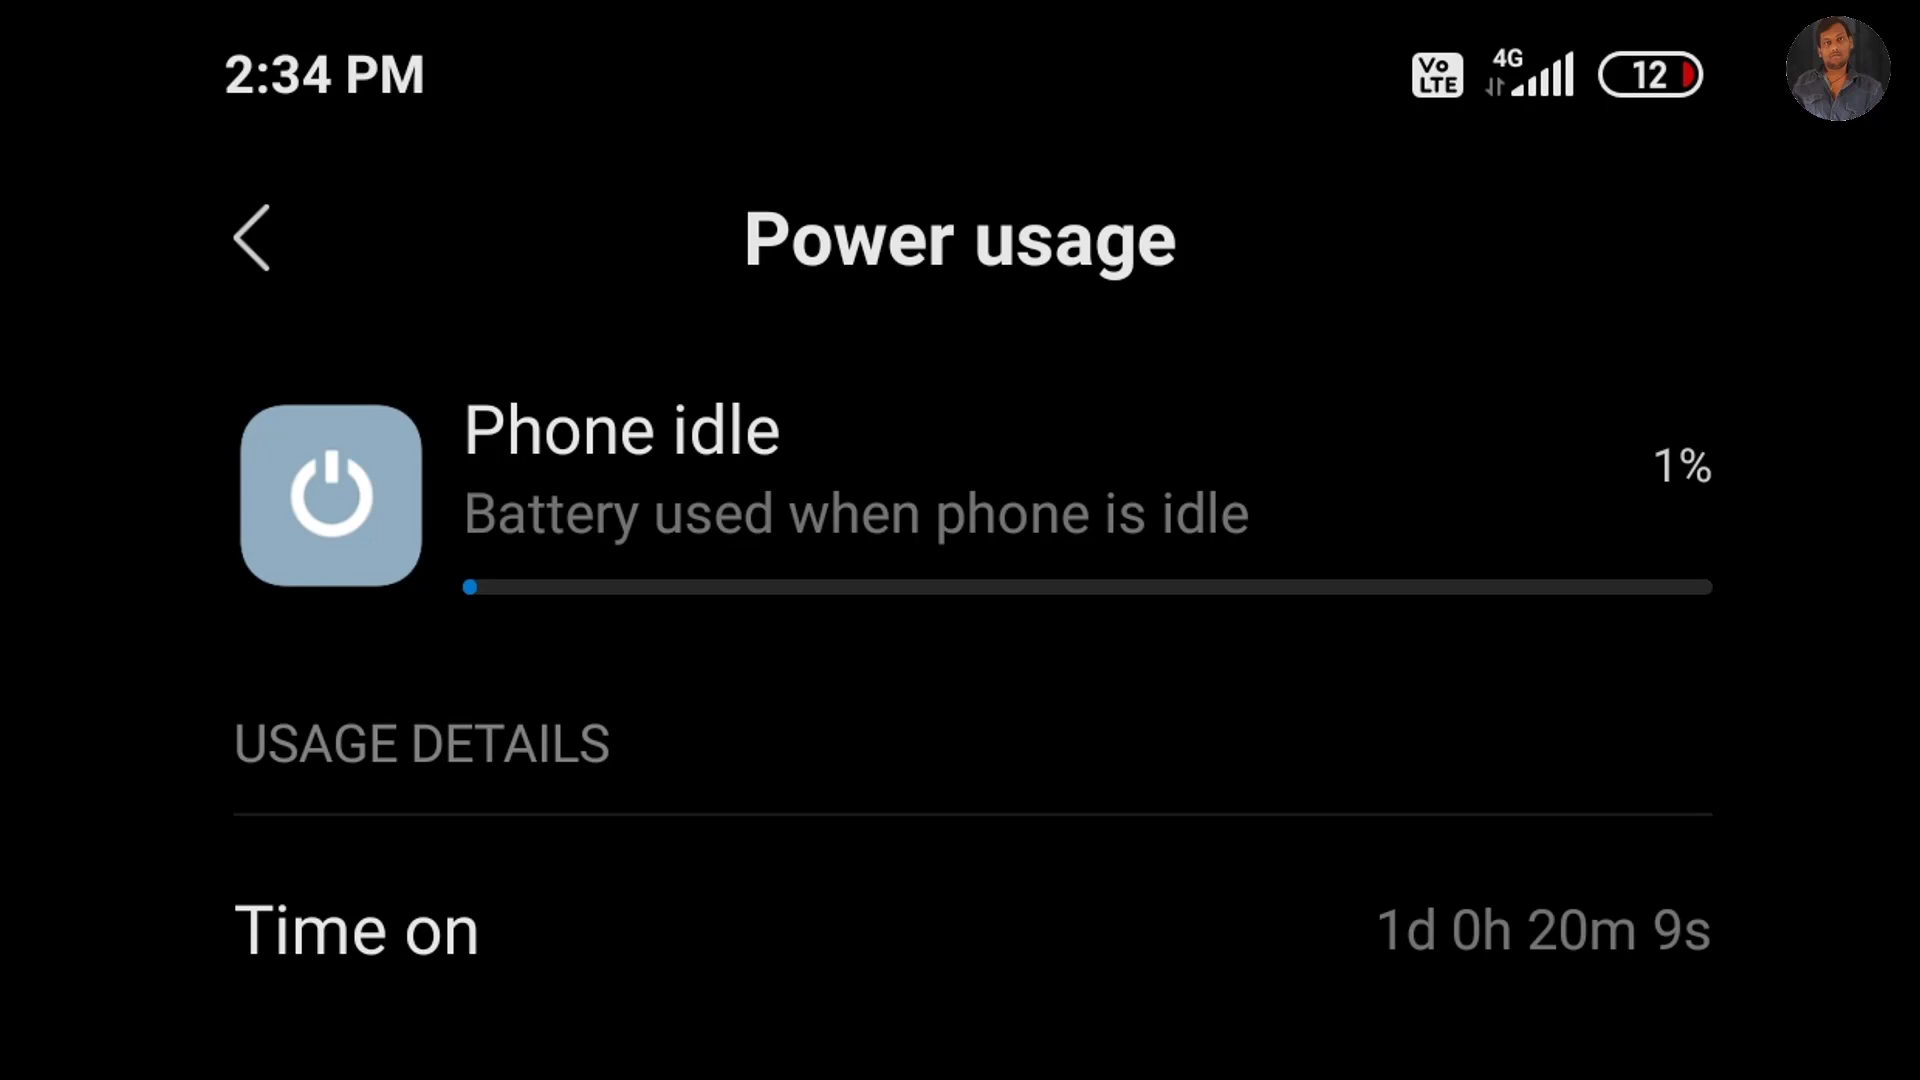 2:34 PM
Vo
LTE
4G
12
Power usage
Phone idle
1%
Battery used when phone is idle
USAGE DETAILS
Time on
1d 0h 20m 9s